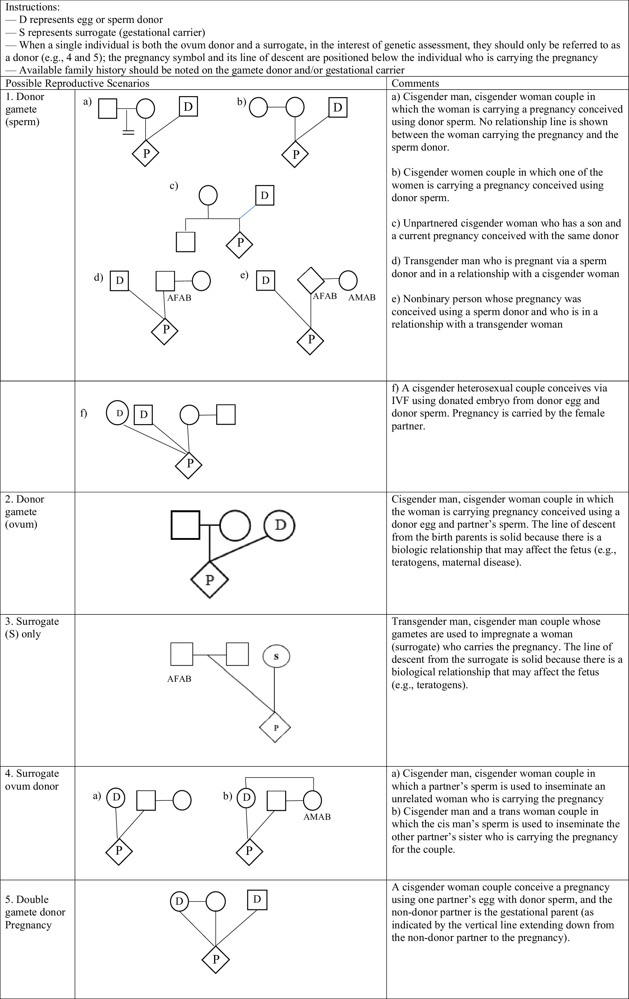 Instructions:
— D represents egg or sperm donor
— S represents surrogate (gestational carrier)
— When a single individual is both the ovum donor and a surrogate, in the interest of genetic assessment, they should only be referred to as
a donor (e.g., 4 and 5); the pregnancy symbol and its line of descent are positioned below the individual who is carrying the pregnancy
— Available family history should be noted on the gamete donor and/or gestational carrier
Possible Reproductive Scenarios
Comments
1. Donor
gamete
(sperm)
a)
D
P
b)
D
P
c)
D
P
d)
D
AFAB
P
e)
D
AFAB
AMAB
P
a) Cisgender man, cisgender woman couple in
which the woman is carrying a pregnancy conceived
using donor sperm. No relationship line is shown
between the woman carrying the pregnancy and the
sperm donor.
b) Cisgender women couple in which one of the
women is carrying a pregnancy conceived using
donor sperm.
c) Unpartnered cisgender woman who has a son and
a current pregnancy conceived with the same donor
d) Transgender man who is pregnant via a sperm
donor and in a relationship with a cisgender woman
e) Nonbinary person whose pregnancy was
conceived using a sperm donor and who is in a
relationship with a transgender woman
f)
D
D
P
f) A cisgender heterosexual couple conceives via
IVF using donated embryo from donor egg and
donor sperm. Pregnancy is carried by the female
partner.
2. Donor
gamete
(ovum)
D
P
Cisgender man, cisgender woman couple in which
the woman is carrying pregnancy conceived using a
donor egg and partner’s sperm. The line of descent
from the birth parents is solid because there is a
biologic relationship that may affect the fetus (e.g.,
teratogens, maternal disease).
3. Surrogate
(S) only
S
AFAB
P
Transgender man, cisgender man couple whose
gametes are used to impregnate a woman
(surrogate) who carries the pregnancy. The line of
descent from the surrogate is solid because there is a
biological relationship that may affect the fetus
(e.g., teratogens).
4. Surrogate
ovum donor
a)
D
P
b)
D
AMAB
P
a) Cisgender man, cisgender woman couple in
which a partner’s sperm is used to inseminate an
unrelated woman who is carrying the pregnancy
b) Cisgender man and a trans woman couple in
which the cis man’s sperm is used to inseminate the
other partner’s sister who is carrying the pregnancy
for the couple.
5. Double
gamete donor
Pregnancy
D
D
P
A cisgender woman couple conceive a pregnancy
using one partner’s egg with donor sperm, and the
non-donor partner is the gestational parent (as
indicated by the vertical line extending down from
the non-donor partner to the pregnancy).